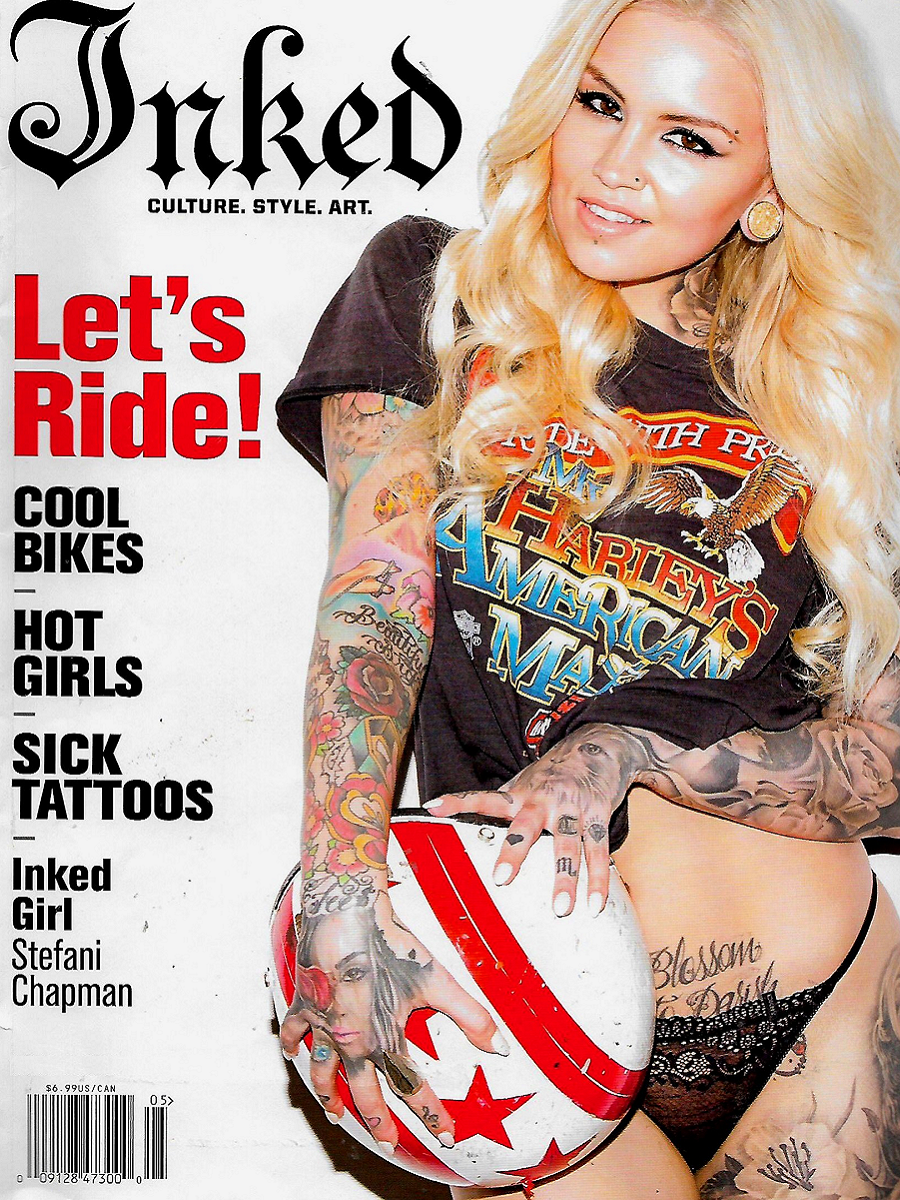 Inked
CULTURE. STYLE. ART.
Let's
Ride!
COOL
BIKES
HOT
GIRLS
SICK
TATTOOS
Inked
Girl
Stefani
Chapman
$6.99US/CAN
05>
0 09128 47300 0
HARLEY'S
AMERICAN
Blossom